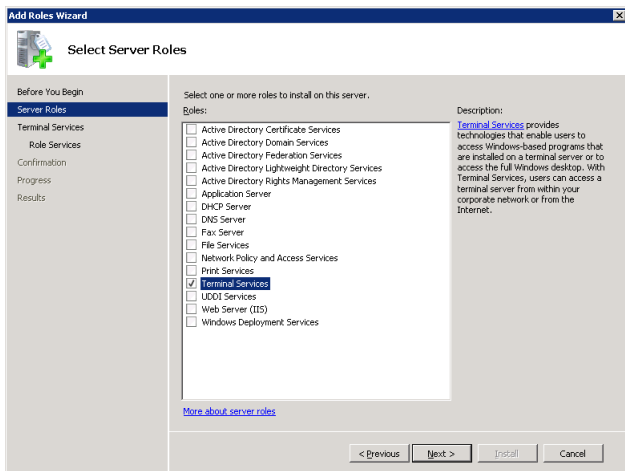 Add Roles Wizard
Select Server Roles
Before You Begin
Server Roles
Terminal Services
Role Services
Confirmation
Progress
Results
Select one or more roles to install on this server.
Roles:
Active Directory Certificate Services
Active Directory Domain Services
Active Directory Federation Services
Active Directory Lightweight Directory Services
Active Directory Rights Management Services
Application Server
DHCP Server
DNS Server
Fax Server
File Services
Network Policy and Access Services
Print Services
Terminal Services
UDDI Services
Web Server (IIS)
Windows Deployment Services
More about server roles
Description:
Terminal Services provides
technologies that enable users to
access Windows-based programs that
are installed on a terminal server or to
access the full Windows desktop. With
Terminal Services, users can access a
terminal server from within your
corporate network or from the
Internet.
< Previous
Next >
Install
Cancel